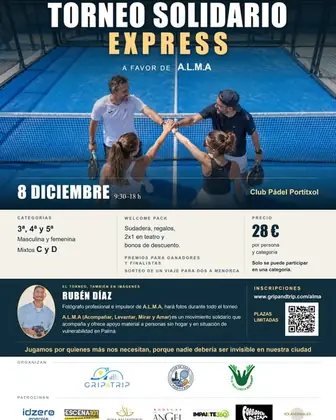 TORNEO SOLIDARIO
EXPRESS
A FAVOR DE A.L.M.A
8 DICIEMBRE 9:30–18 h
Club Pádel Portitxol
CATEGORÍAS
3ª, 4ª y 5ª
Masculina y femenina
Mixtos C y D
WELCOME PACK
Sudadera, regalos,
2x1 en teatro y
bonos de descuento.
PREMIOS PARA GANADORES
Y FINALISTAS.
SORTEO DE UN VIAJE PARA DOS A MENORCA
PRECIO
28 €
por persona
y categoría
Solo se puede participar
en una categoría.
EL TORNEO, TAMBIÉN EN IMÁGENES
RUBÉN DÍAZ
Fotógrafo profesional e impulsor de A.L.M.A, hará fotos durante todo el torneo
A.L.M.A (Acompañar, Levantar, Mirar y Amar) es un movimiento solidario que
acompaña y ofrece apoyo material a personas sin hogar y en situación de
vulnerabilidad en Palma.
INSCRIPCIONES
www.gripandtrip.com/alma
PLAZAS
LIMITADAS
Jugamos por quienes más nos necesitan, porque nadie debería ser invisible en nuestra ciudad
ORGANIZAN
GRIP&TRIP
PATROCINAN
idzero
ESCENA101
ÀNGEL
IMPACTE360